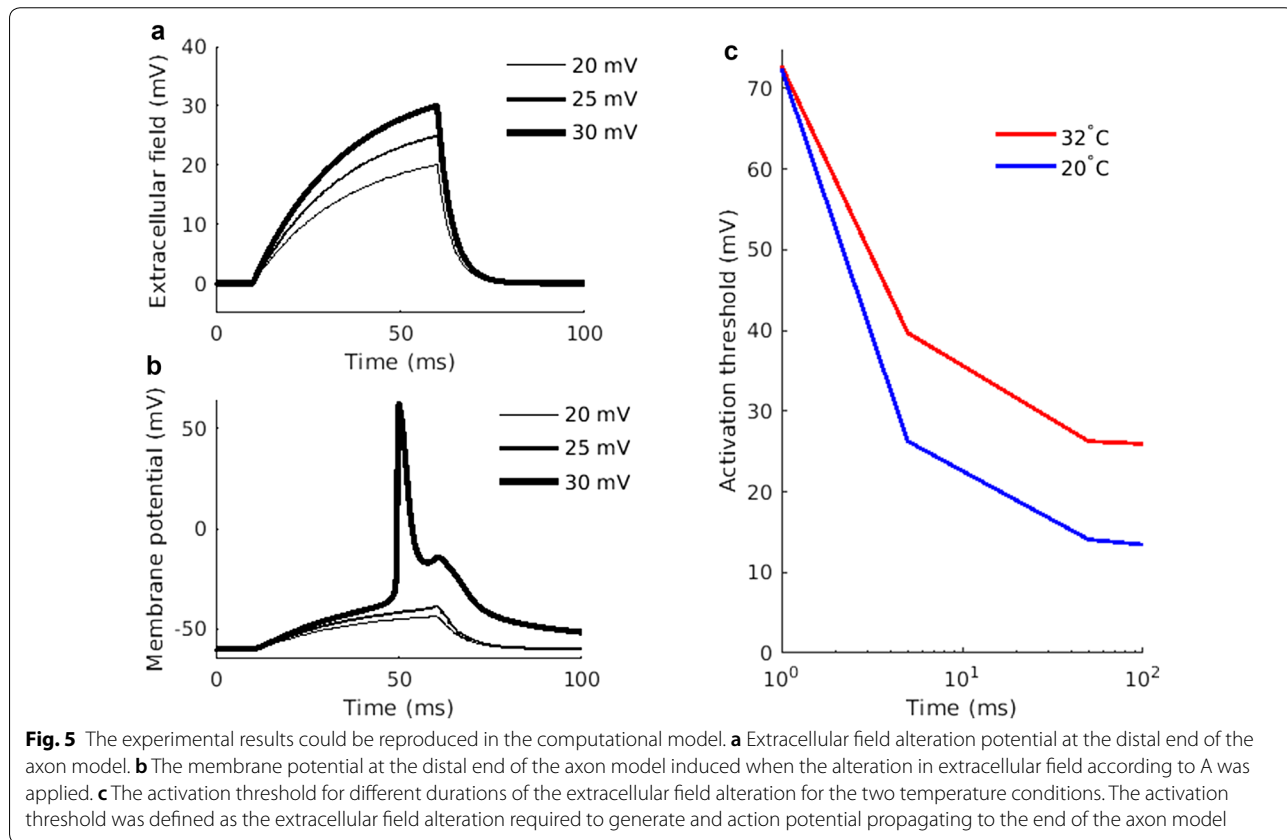 a
40
30
20
10
0
Extracellular field (mV)
20 mV
25 mV
30 mV
0
50
100
Time (ms)
b
50
0
-50
Membrane potential (mV)
20 mV
25 mV
30 mV
0
50
100
Time (ms)
c
70
60
50
40
30
20
10
0
Activation threshold (mV)
32°C
20°C
10⁰
10¹
10²
Time (ms)
Fig. 5 The experimental results could be reproduced in the computational model. a Extracellular field alteration potential at the distal end of the
axon model. b The membrane potential at the distal end of the axon model induced when the alteration in extracellular field according to A was
applied. c The activation threshold for different durations of the extracellular field alteration for the two temperature conditions. The activation
threshold was defined as the extracellular field alteration required to generate and action potential propagating to the end of the axon model